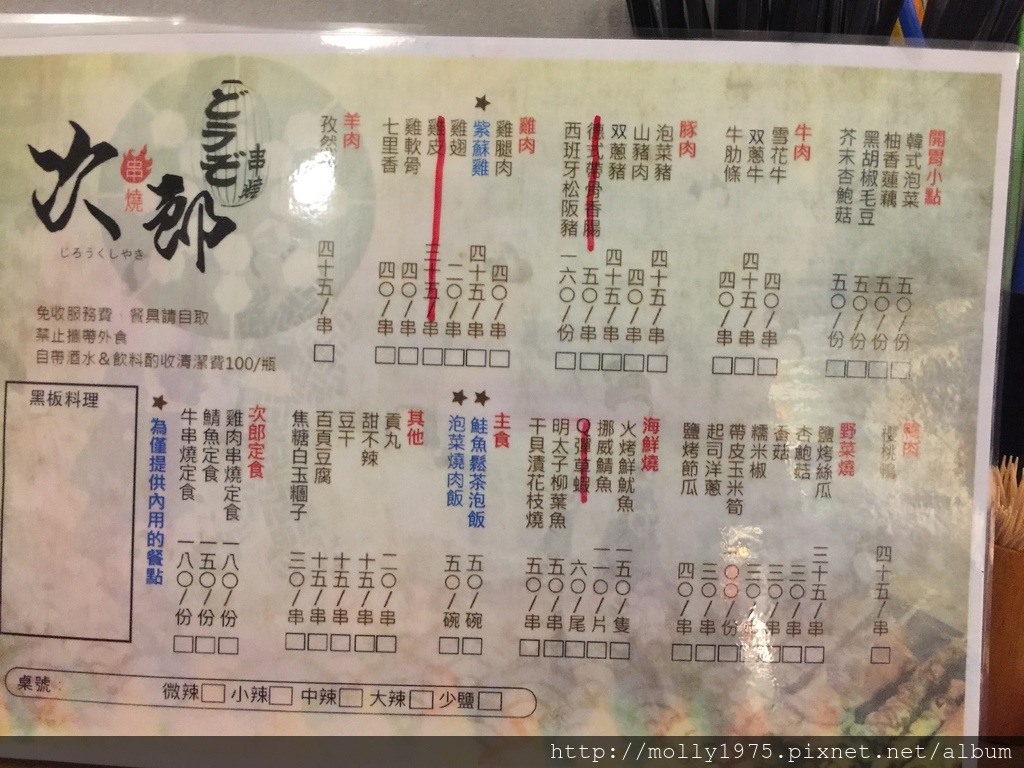 次郎
串燒
どうぞ
串燒
じろうくしやき
免收服務費、餐具請自取
禁止攜帶外食
自帶酒水&飲料酌收清潔費100/瓶
開胃小點
韓式泡菜 五〇/份
柚香蓮藕 五〇/份
黑胡椒毛豆 五〇/份
芥末杏鮑菇 五〇/份
牛肉
雪花牛 四〇/串
双蔥牛 四十五/串
牛肋條 四〇/串
豚肉
泡菜豬 四十五/串
山豬肉 四〇/串
双蔥豬 四十五/串
德式帶骨香腸 五〇/串
西班牙松阪豬 一六〇/份
雞肉
雞腿肉 四〇/串
★ 紫蘇雞 四十五/串
雞翅 二〇/串
雞皮 三十五/串
雞軟骨 四〇/串
七里香 四〇/串
羊肉
孜然 四十五/串
鴨肉
櫻桃鴨 四十五/串
野菜燒
鹽烤絲瓜 三十五/串
杏鮑菇 三〇/串
香菇 三〇/串
糯米椒 三〇/串
帶皮玉米筍 一〇〇/份
起司洋蔥 三〇/串
鹽烤節瓜 四〇/串
海鮮燒
火烤鮮魷魚 一五〇/隻
挪威鯖魚 一一〇/片
Q彈草蝦 六〇/尾
明太子柳葉魚 五〇/串
干貝漬花枝燒 五〇/串
主食
★ 鮭魚鬆茶泡飯 五〇/碗
★ 泡菜燒肉飯 五〇/碗
其他
貢丸 二〇/串
甜不辣 十五/串
豆干 十五/串
百頁豆腐 十五/串
焦糖白玉糰子 三〇/串
次郎定食
雞肉串燒定食 一八〇/份
鯖魚定食 一五〇/份
牛串燒定食 一八〇/份
★ 為僅提供內用的餐點
黑板料理
桌號：
微辣□ 小辣□ 中辣□ 大辣□ 少鹽□
http://molly1975.pixnet.net/album